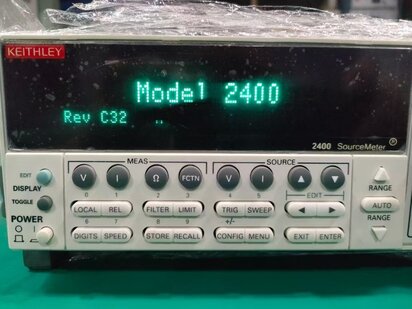 KEITHLEY
Model 2400
Rev C32
2400 SourceMeter ®
MEAS SOURCE
EDIT
DISPLAY
TOGGLE
POWER
V I Ω FCTN V I
0 1 2 3 4 5
EDIT
RANGE
AUTO
RANGE
LOCAL REL FILTER LIMIT TRIG SWEEP
6 7 8 9 +/-
DIGITS SPEED STORE RECALL CONFIG MENU EXIT ENTER